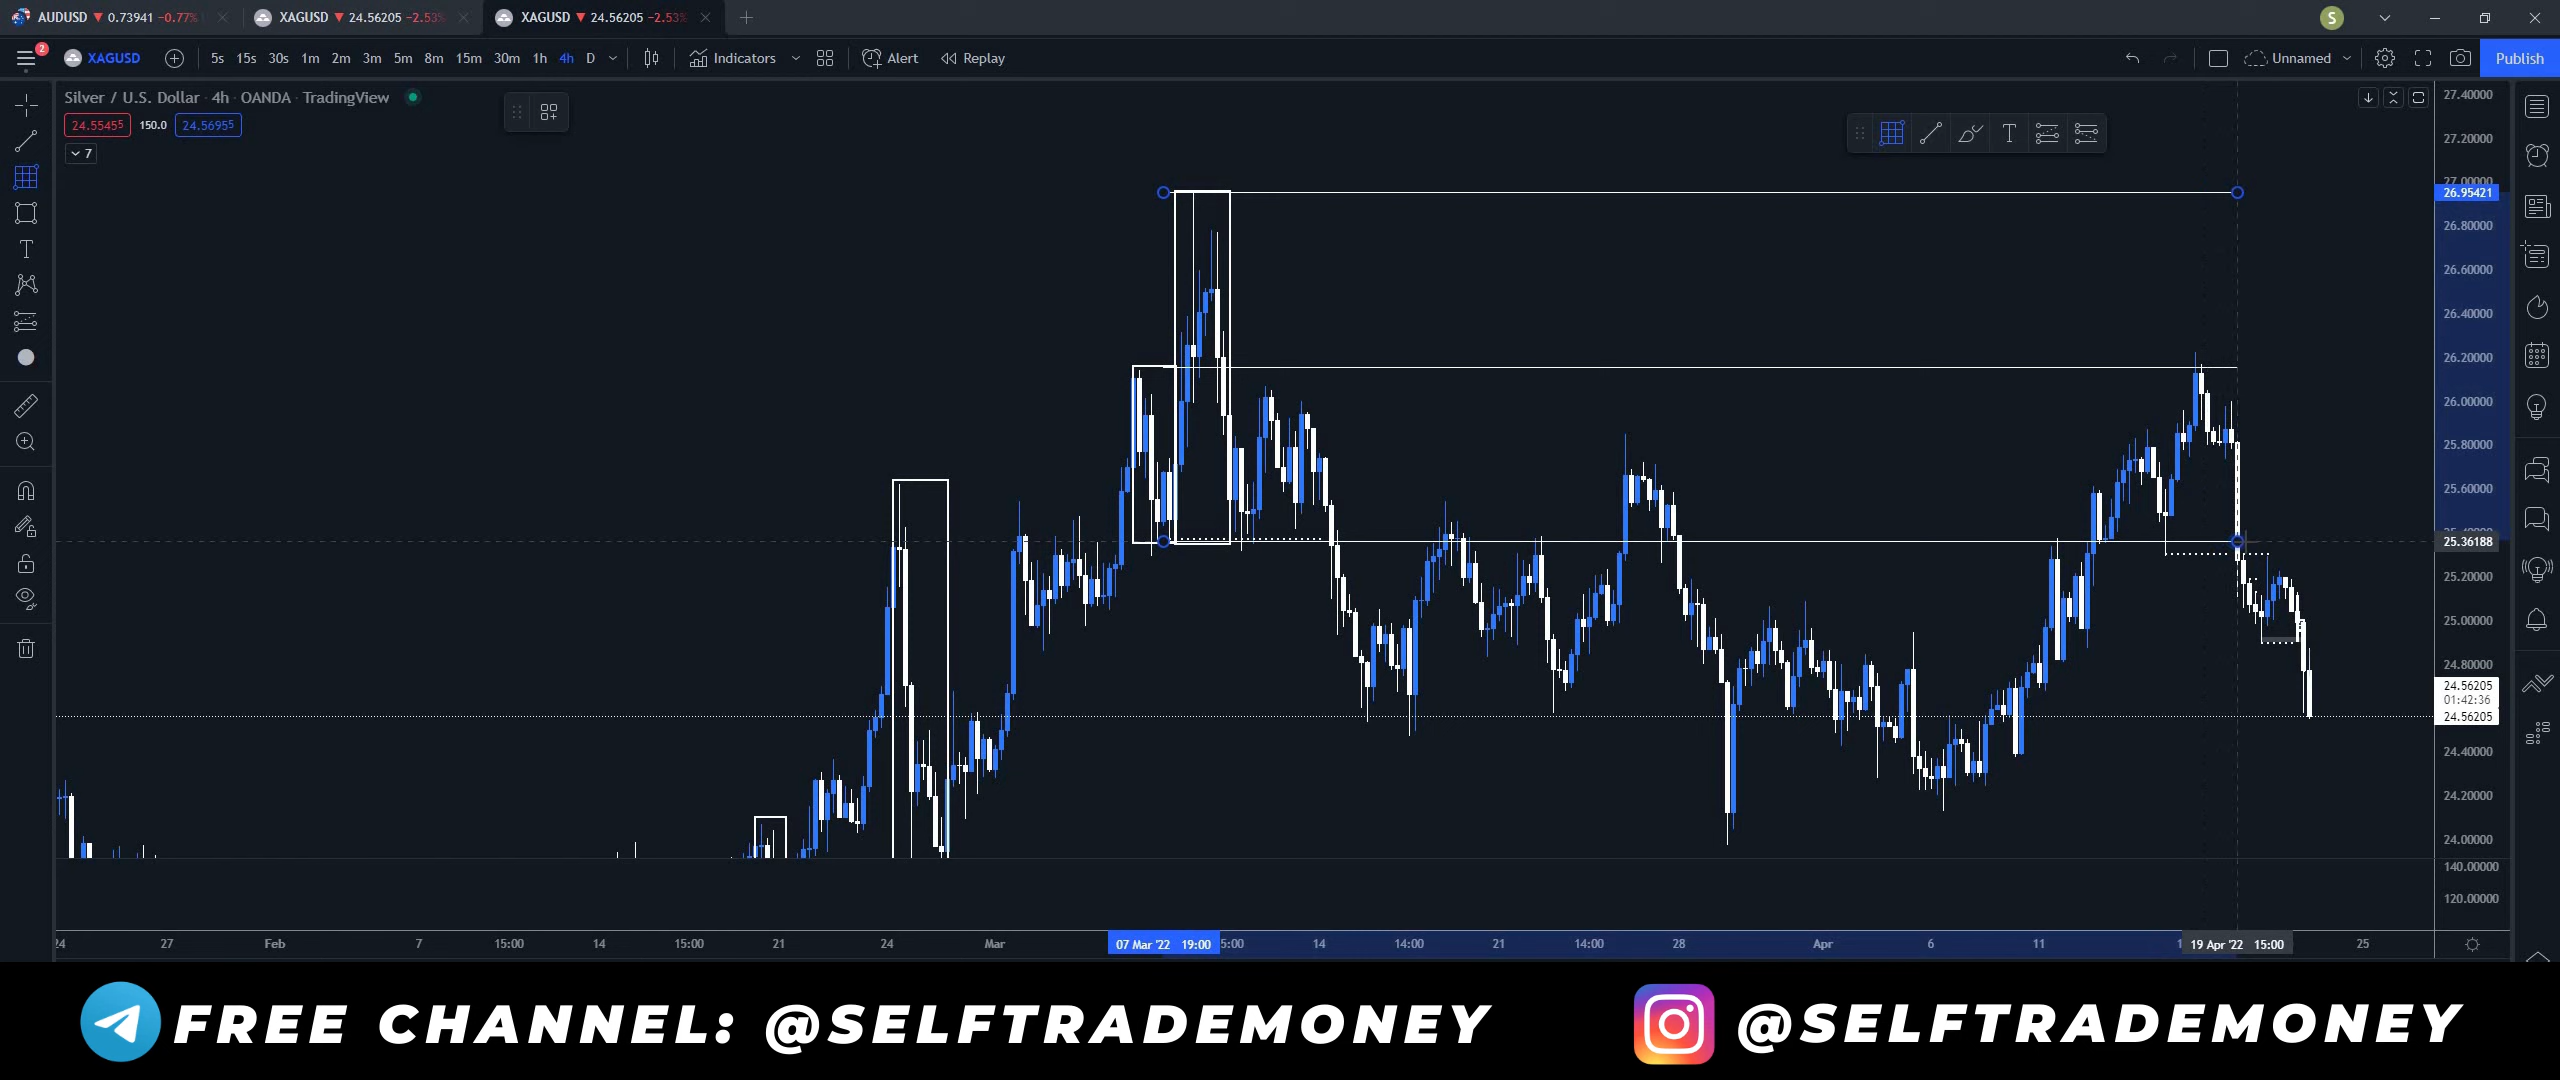 AUDUSD ▼ 0.73941 -0.77%
XAGUSD ▼ 24.56205 -2.53%
XAGUSD ▼ 24.56205 -2.53%
S
2
XAGUSD 5s 15s 30s 1m 2m 3m 5m 8m 15m 30m 1h 4h D Indicators Alert Replay Unnamed Publish
Silver / U.S. Dollar · 4h · OANDA · TradingView
24.55455 150.0 24.56955
7
27.40000
27.20000
27.00000
26.95421
26.80000
26.60000
26.40000
26.20000
26.00000
25.80000
25.60000
25.36188
25.20000
25.00000
24.80000
24.56205
01:42:36
24.56205
24.40000
24.20000
24.00000
140.00000
120.00000
24 27 Feb 7 15:00 14 15:00 21 24 Mar 07 Mar '22 19:00 5:00 14 14:00 21 14:00 28 Apr 6 11 19 Apr '22 15:00 25
FREE CHANNEL: @SELFTRADEMONEY
@SELFTRADEMONEY